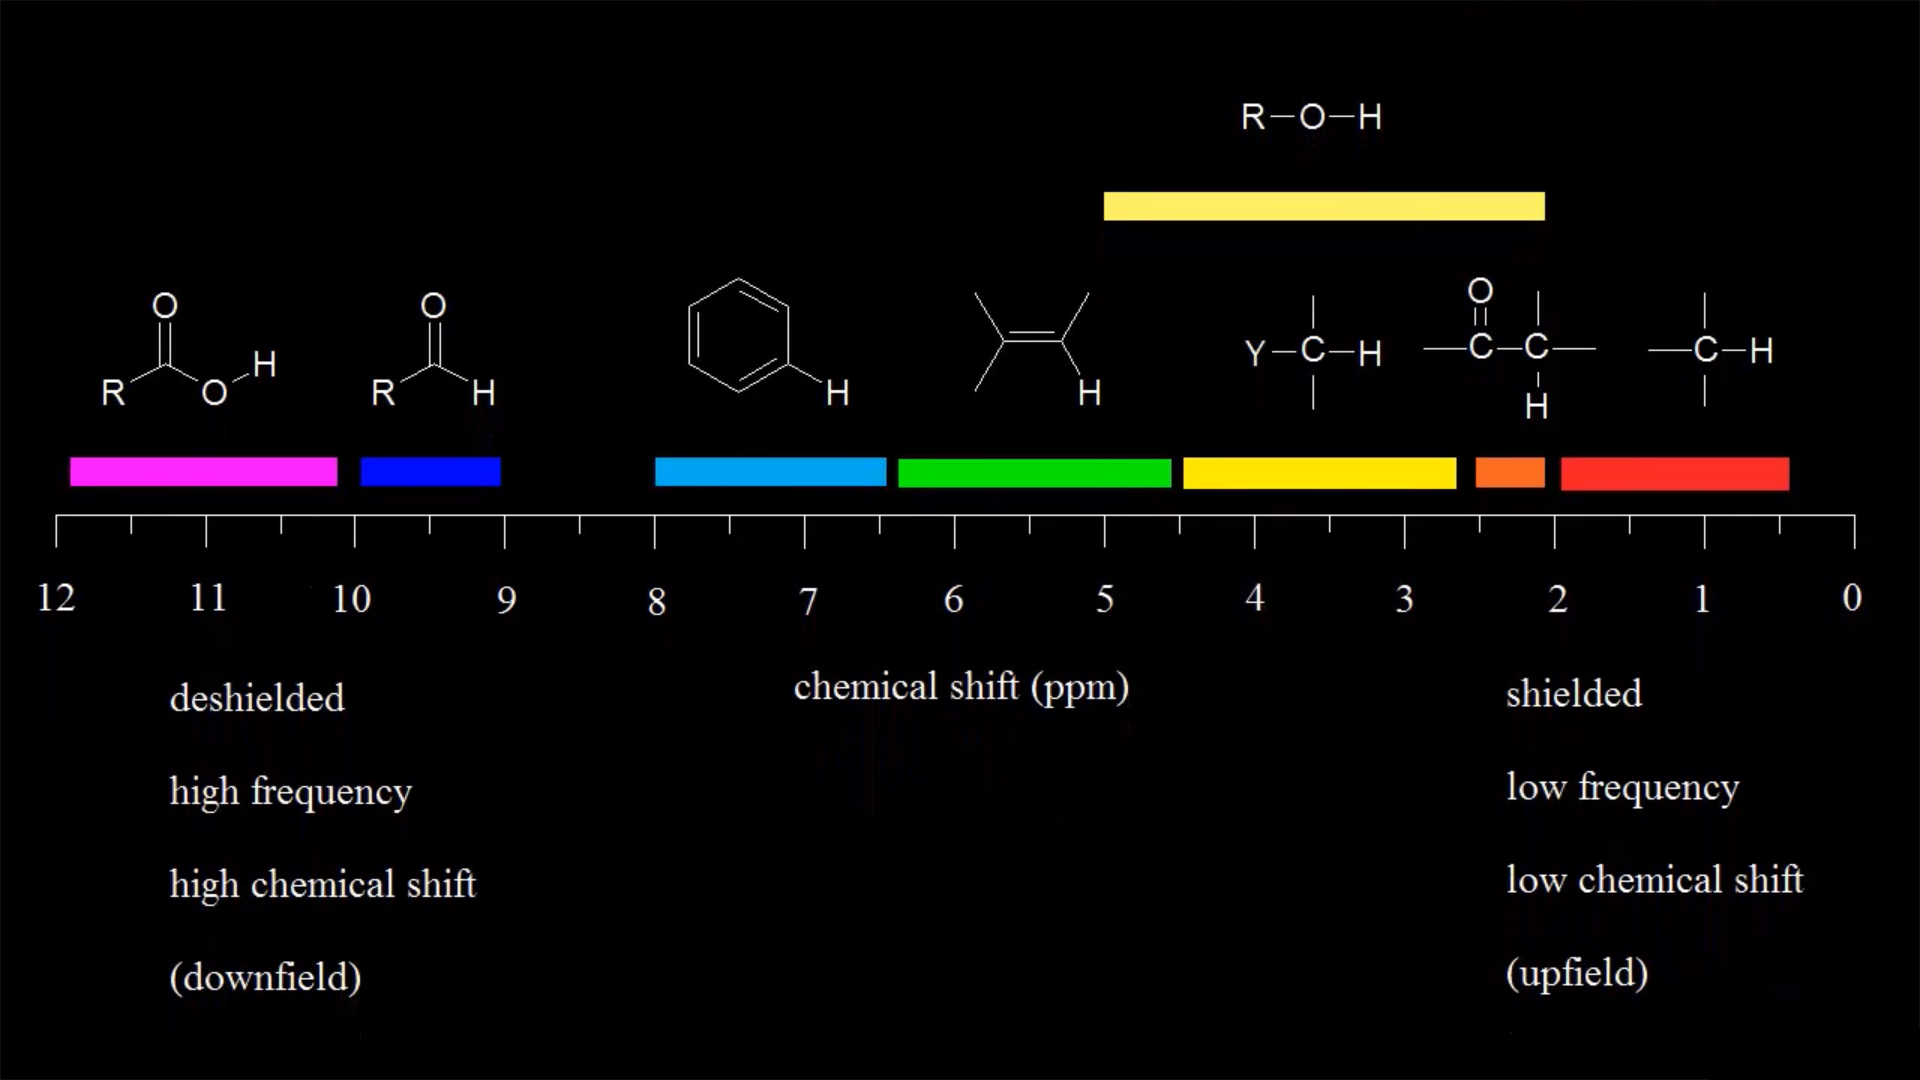 R-O-H
O
R
O
H
O
R
H
H
H
Y-C-H
O
C-C
H
C-H
12 11 10 9 8 7 6 5 4 3 2 1 0
chemical shift (ppm)
deshielded
high frequency
high chemical shift
(downfield)
shielded
low frequency
low chemical shift
(upfield)